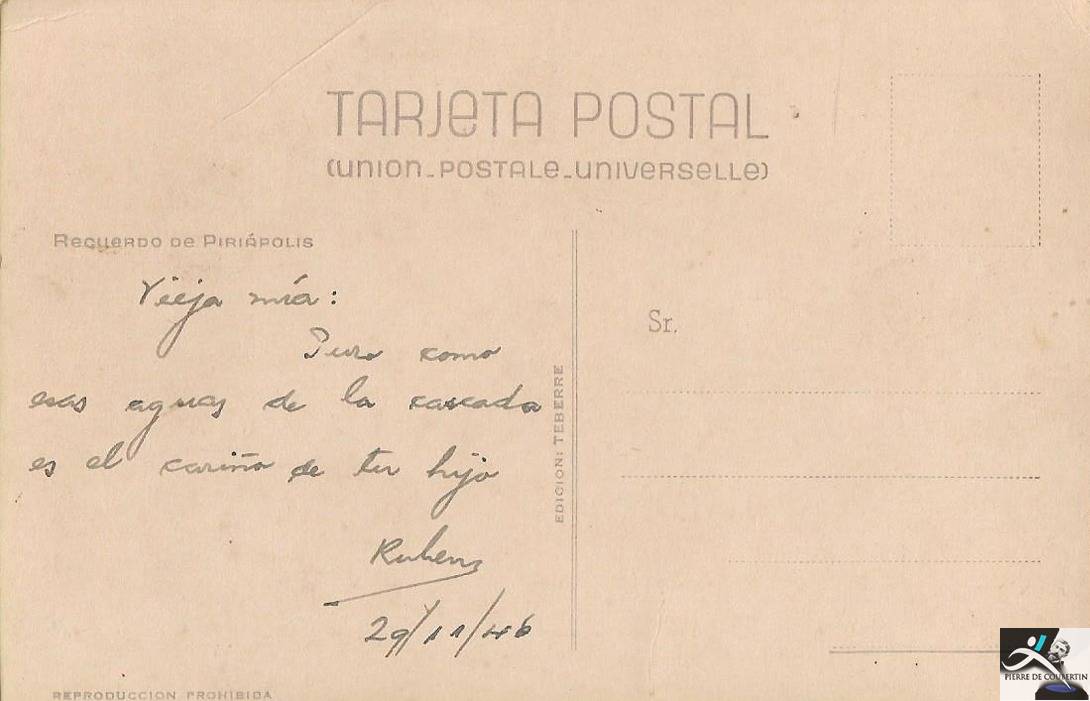 TARJETA POSTAL
(UNION_POSTALE_UNIVERSELLE)
RECUERDO DE PIRIÁPOLIS
Vieja mía:
Puro como
esas aguas de la cascada
es el cariño de tu hijo
Ruben
29/11/46
EDICION: TEBERRE
Sr.
REPRODUCCION PROHIBIDA
PIERRE DE COUBERTIN